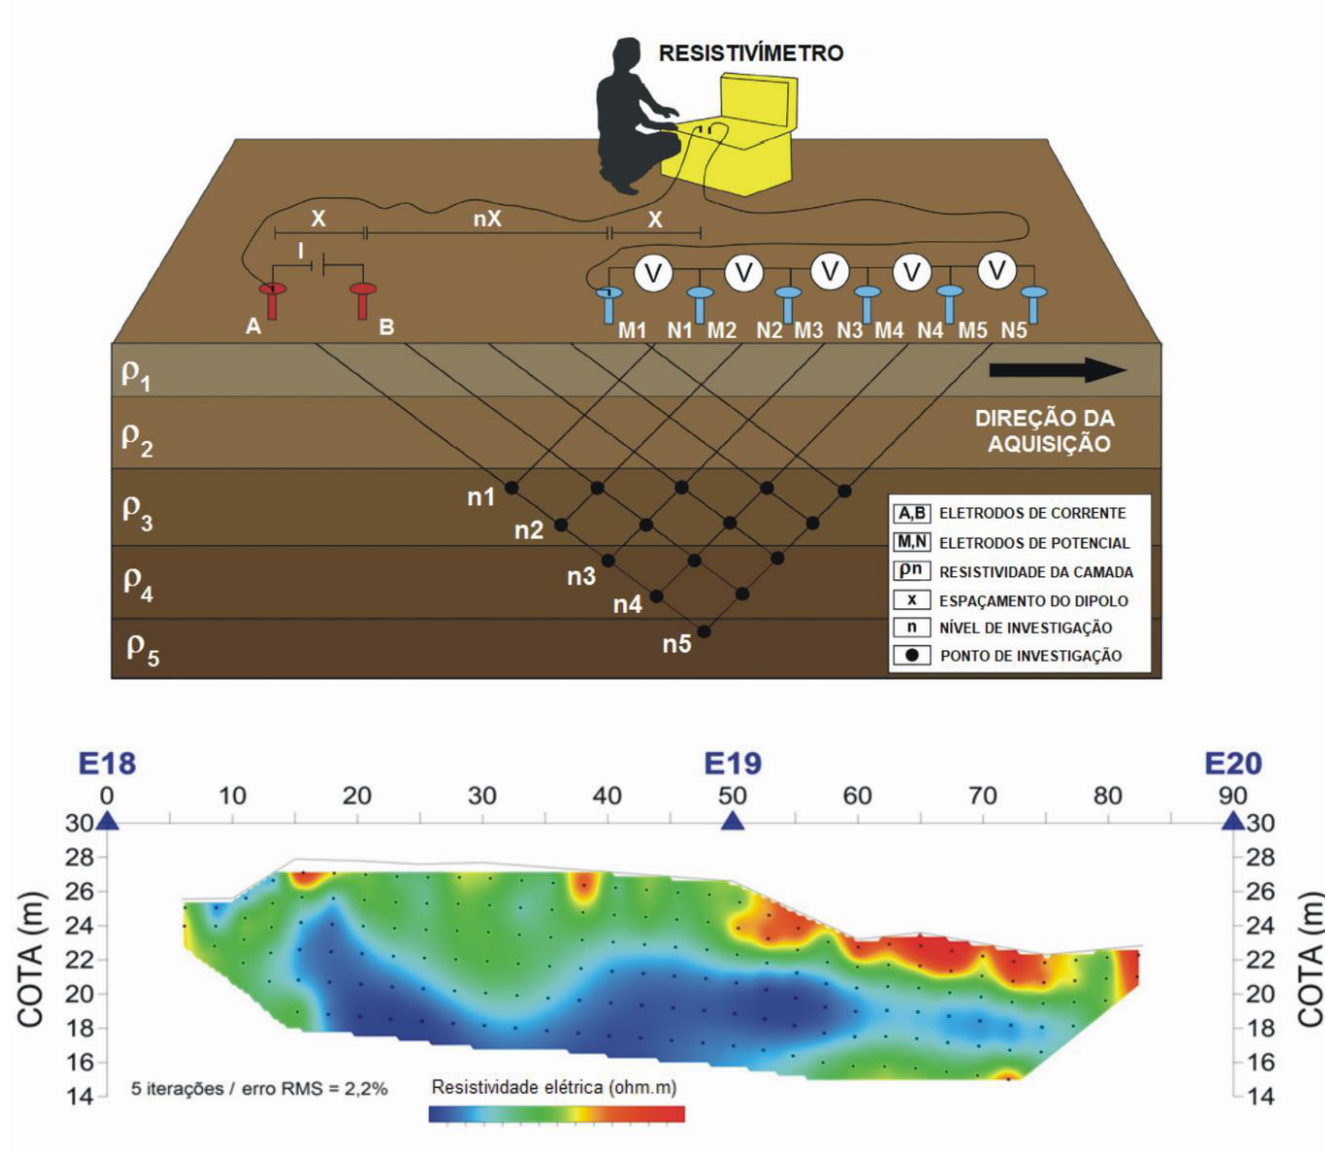 RESISTIVÍMETRO
X nX X
I
V V V V V
A B M1 N1 M2 N2 M3 N3 M4 N4 M5 N5
ρ1
DIREÇÃO DA
AQUISIÇÃO
ρ2
n1
ρ3
n2
n3
ρ4
n4
n5
ρ5
A,B ELETRODOS DE CORRENTE
M,N ELETRODOS DE POTENCIAL
ρn RESISTIVIDADE DA CAMADA
x ESPAÇAMENTO DO DIPOLO
n NÍVEL DE INVESTIGAÇÃO
PONTO DE INVESTIGAÇÃO
E18 E19 E20
0 10 20 30 40 50 60 70 80 90
30 30
28 28
26 26
24 24
22 22
20 20
18 18
16 16
14 14
COTA (m)
COTA (m)
5 iterações / erro RMS = 2,2%
Resistividade elétrica (ohm.m)